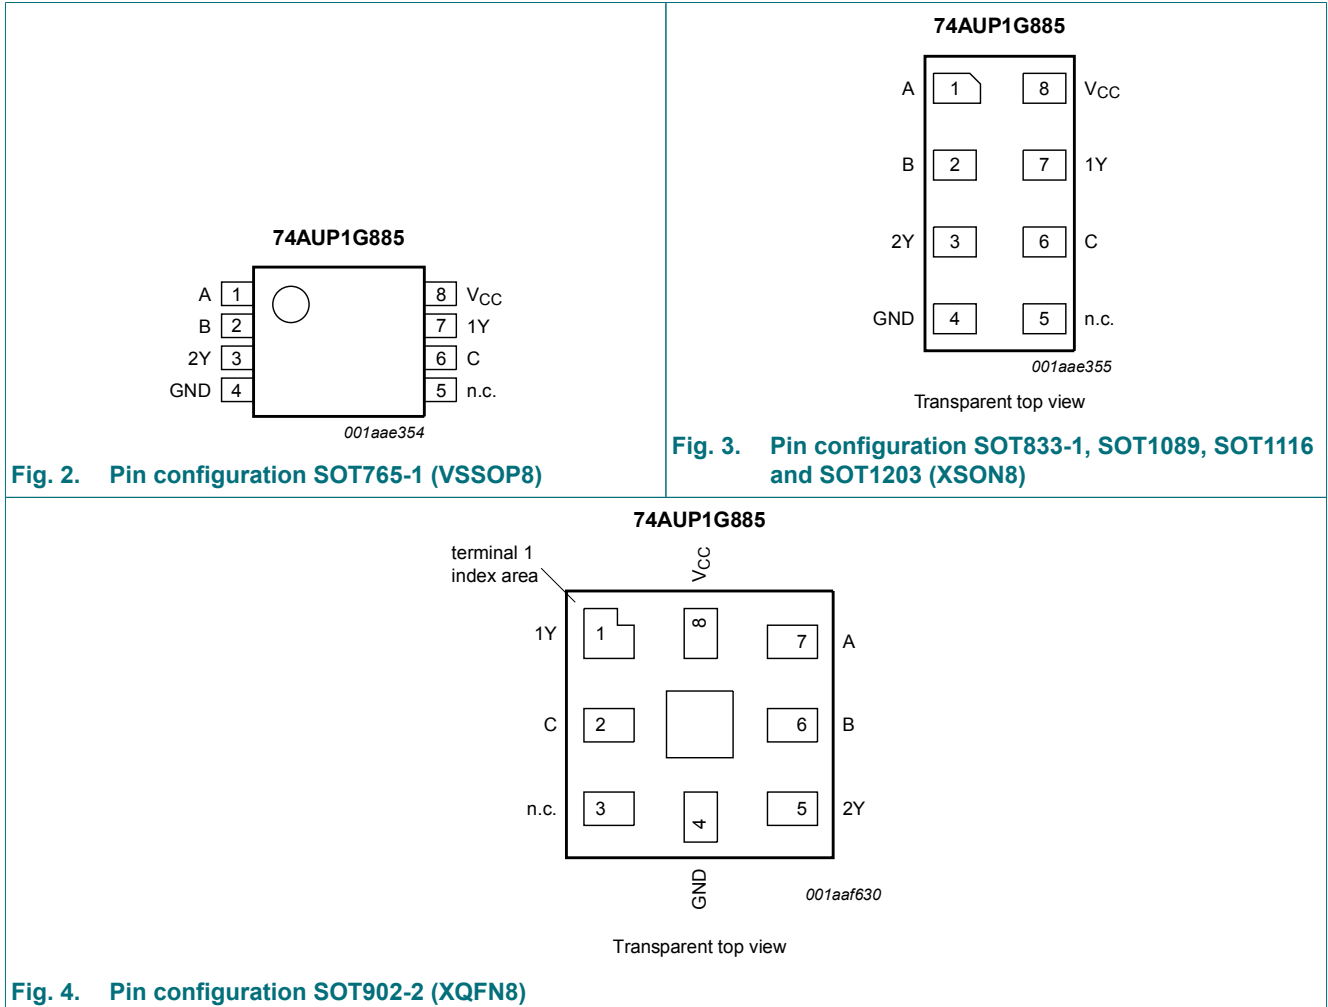 74AUP1G885
A 1 8 VCC
B 2 7 1Y
2Y 3 6 C
GND 4 5 n.c.
001aae354
Fig. 2. Pin configuration SOT765-1 (VSSOP8)
74AUP1G885
A 1 8 VCC
B 2 7 1Y
2Y 3 6 C
GND 4 5 n.c.
001aae355
Transparent top view
Fig. 3. Pin configuration SOT833-1, SOT1089, SOT1116
and SOT1203 (XSON8)
74AUP1G885
terminal 1
index area
VCC
1Y 1 8 7 A
C 2 6 B
n.c. 3 4 5 2Y
GND
001aaf630
Transparent top view
Fig. 4. Pin configuration SOT902-2 (XQFN8)